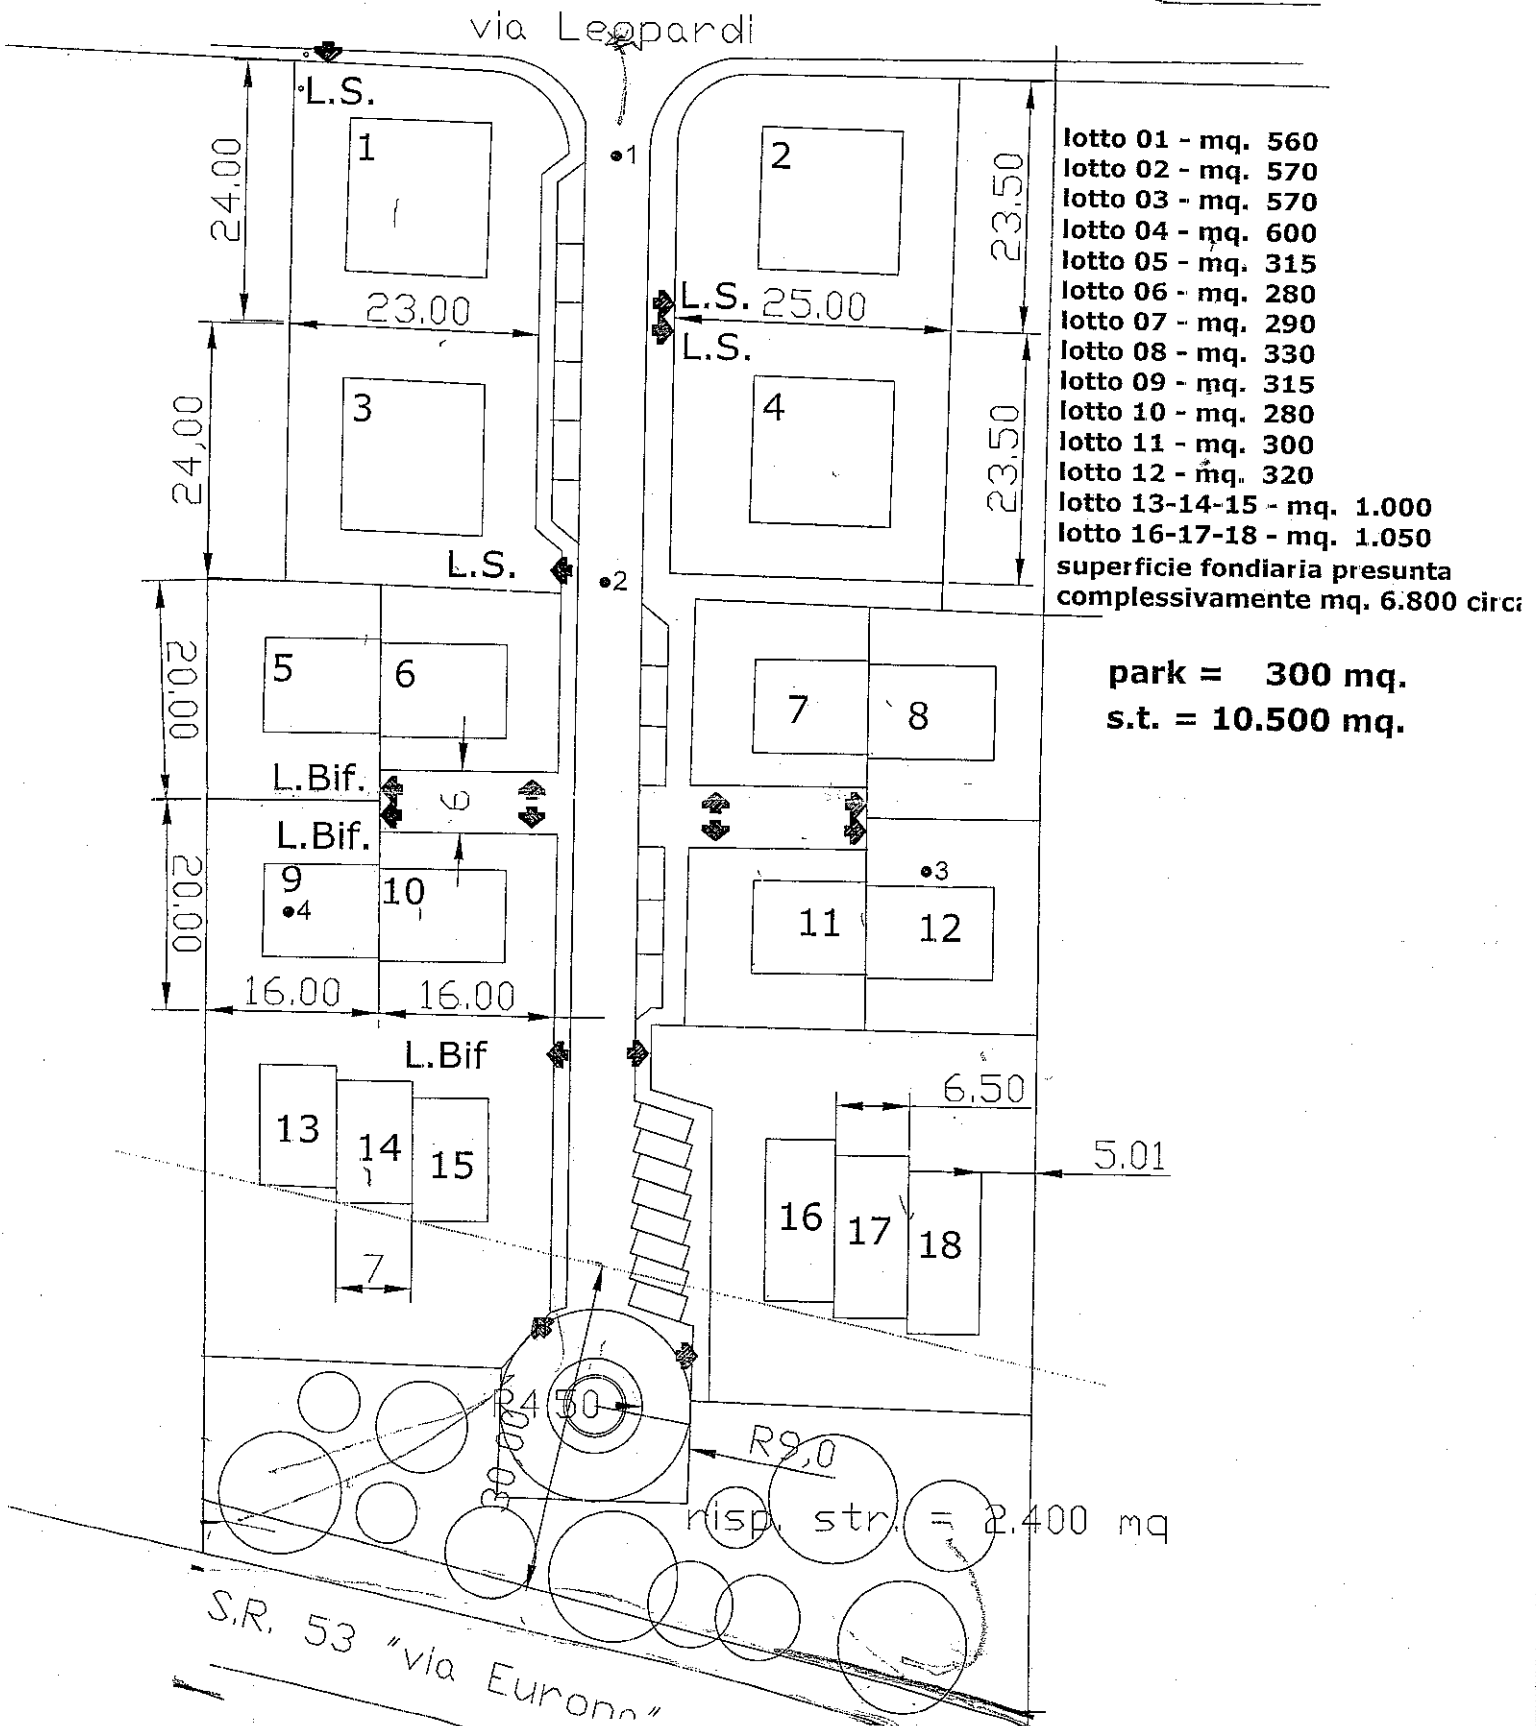 via Leopardi
L.S.
1
2
1
24.00
23.50
lotto 01 - mq. 560
lotto 02 - mq. 570
lotto 03 - mq. 570
lotto 04 - mq. 600
lotto 05 - mq. 315
lotto 06 - mq. 280
lotto 07 - mq. 290
lotto 08 - mq. 330
lotto 09 - mq. 315
lotto 10 - mq. 280
lotto 11 - mq. 300
lotto 12 - mq. 320
lotto 13-14-15 - mq. 1.000
lotto 16-17-18 - mq. 1.050
superficie fondiaria presunta
complessivamente mq. 6.800 circa
park = 300 mq.
s.t. = 10.500 mq.
23.00
L.S. 25.00
L.S.
3
4
24,00
23.50
L.S.
2
5
6
7
8
20.00
L.Bif.
6
L.Bif.
9
10
4
3
11
12
20.00
16.00
16.00
L.Bif
13
14
15
6.50
5.01
16
17
18
7
R4.50
30.00
R9,0
risp. str. = 2.400 mq
S.R. 53 "via Europa"